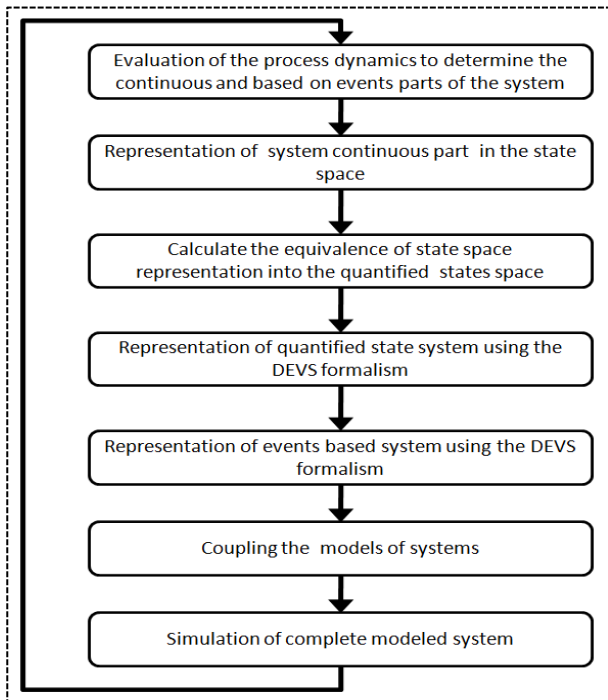 Evaluation of the process dynamics to determine the
continuous and based on events parts of the system
Representation of system continuous part in the state
space
Calculate the equivalence of state space
representation into the quantified states space
Representation of quantified state system using the
DEVS formalism
Representation of events based system using the DEVS
formalism
Coupling the models of systems
Simulation of complete modeled system